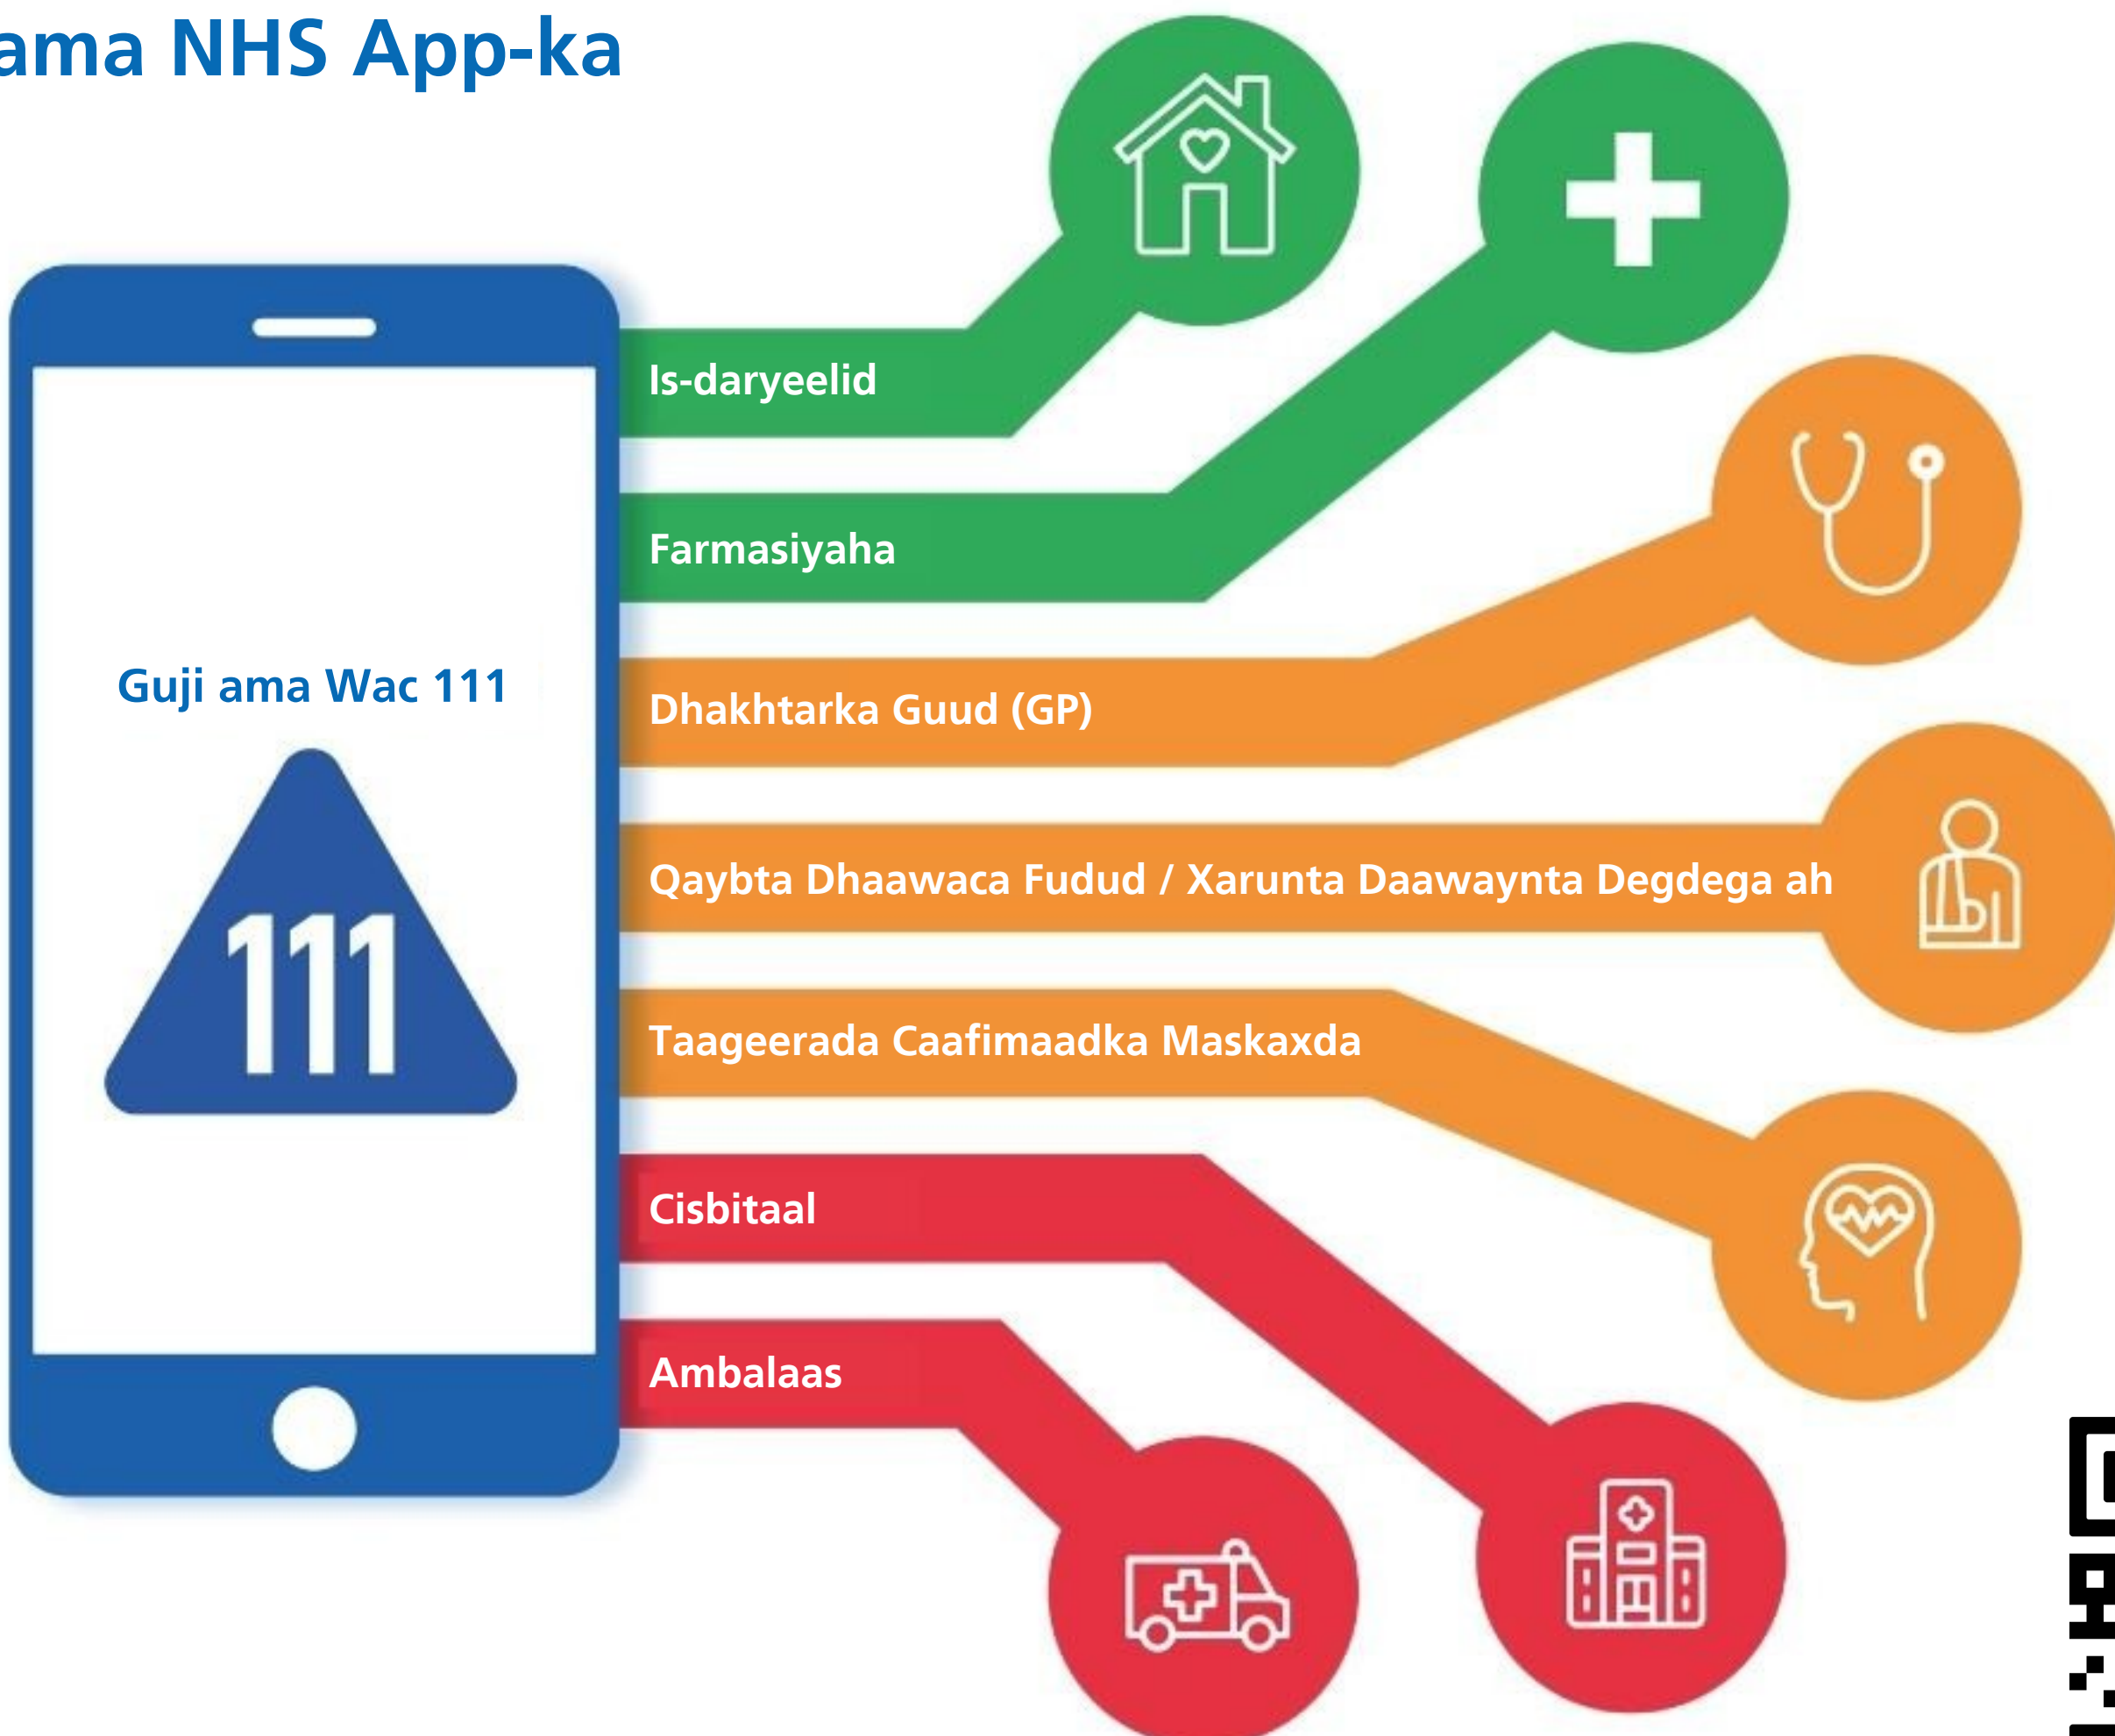 ama NHS App-ka
Is-daryeelid
Farmasiyaha
Guji ama Wac 111
Dhakhtarka Guud (GP)
Qaybta Dhaawaca Fudud / Xarunta Daawaynta Degdega ah
111
Taageerada Caafimaadka Maskaxda
Cisbitaal
Ambalaas